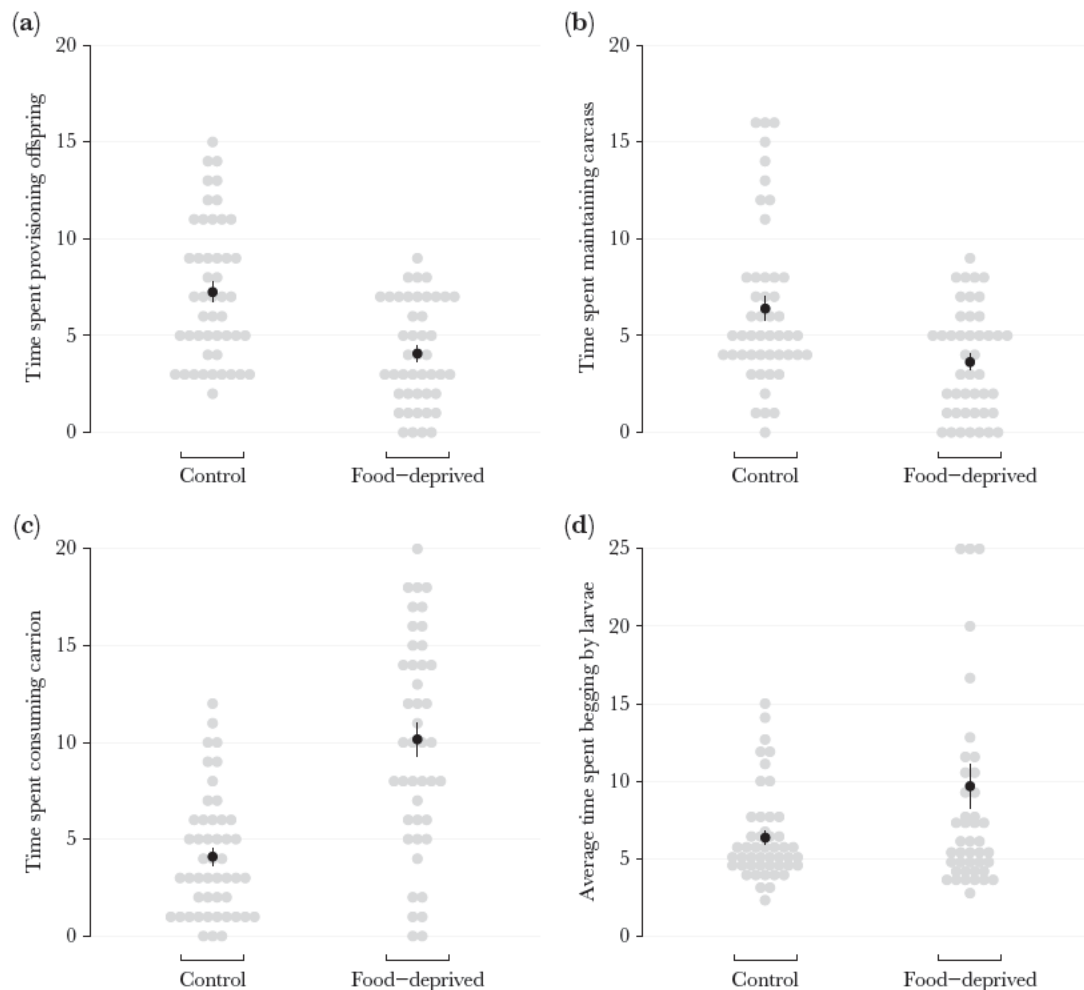 (a)
20
15
10
5
0
Time spent provisioning offspring
Control
Food−deprived
(b)
20
15
10
5
0
Time spent maintaining carcass
Control
Food−deprived
(c)
20
15
10
5
0
Time spent consuming carrion
Control
Food−deprived
(d)
25
20
15
10
5
0
Average time spent begging by larvae
Control
Food−deprived